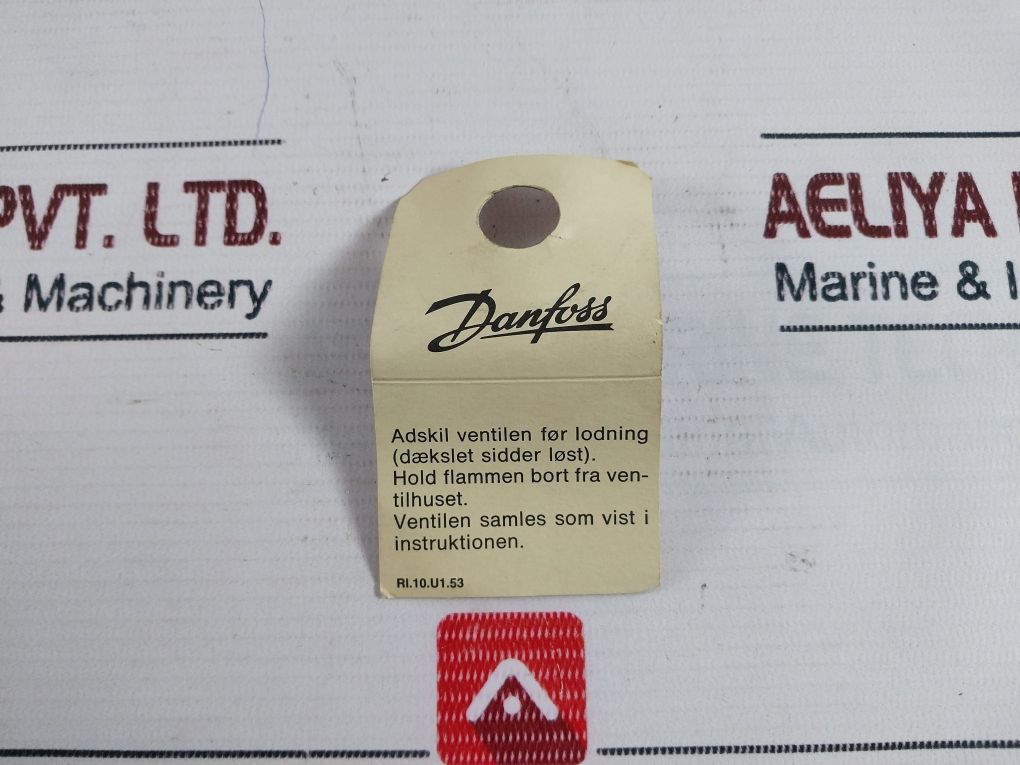 PVT. LTD.
& Machinery
AELIYA
Marine & I
Danfoss
Adskil ventilen før lodning
(dækslet sidder løst).
Hold flammen bort fra ven-
tilhuset.
Ventilen samles som vist i
instruktionen.
RI.10.U1.53